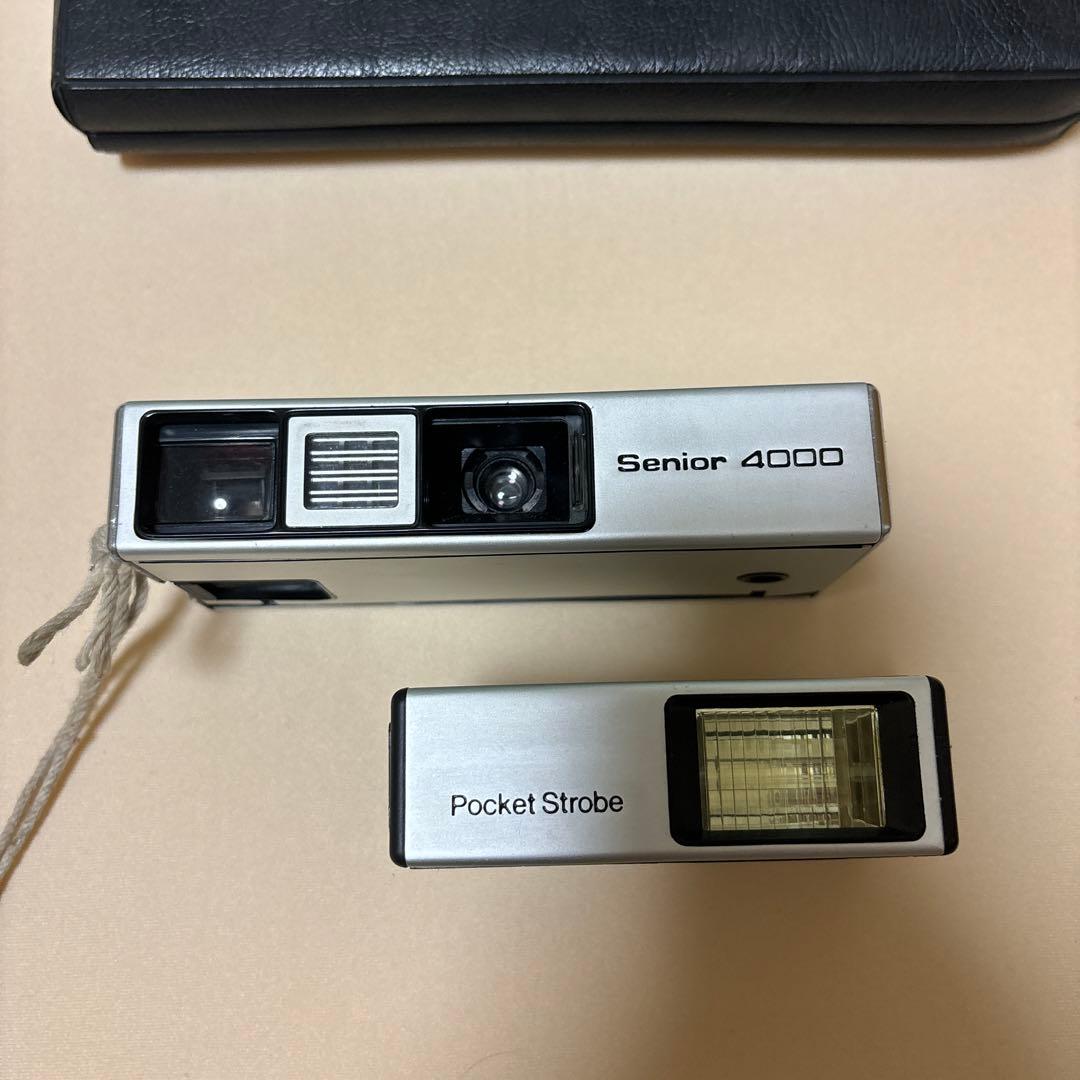 Senior 4000
Pocket Strobe